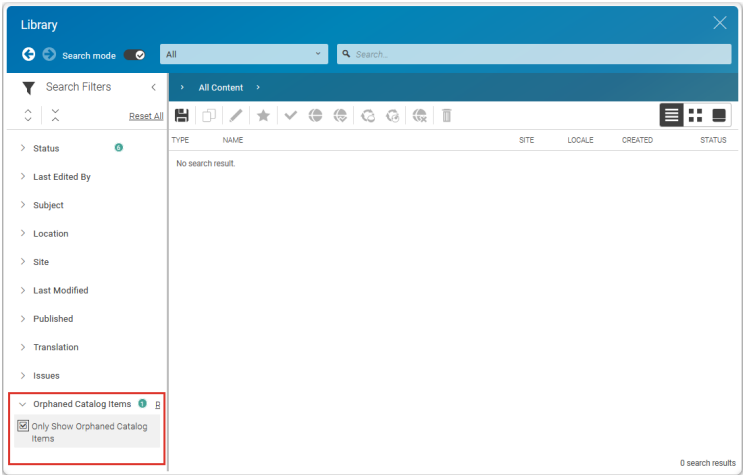 Library
Search mode
All
Search...
Search Filters
All Content
Reset All
TYPE NAME SITE LOCALE CREATED STATUS
No search result.
Status 6
Last Edited By
Subject
Location
Site
Last Modified
Published
Translation
Issues
Orphaned Catalog Items 1 R
Only Show Orphaned Catalog
Items
0 search results